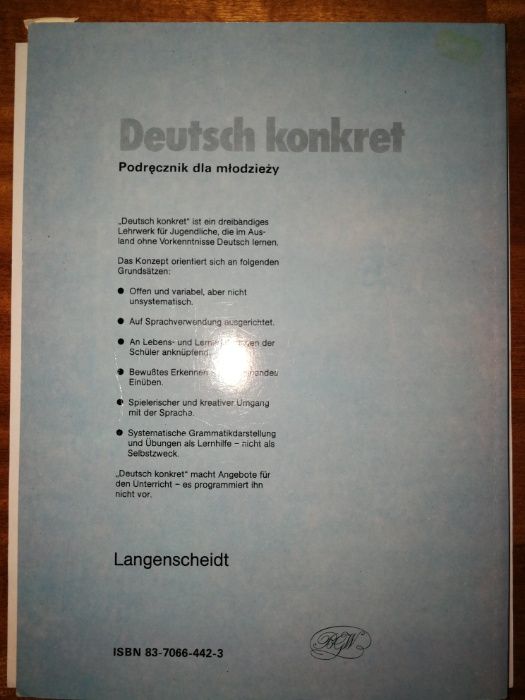 Deutsch konkret
Podręcznik dla młodzieży
„Deutsch konkret" ist ein dreibändiges
Lehrwerk für Jugendliche, die im Aus-
land ohne Vorkenntnisse Deutsch lernen.
Das Konzept orientiert sich an folgenden
Grundsätzen:
● Offen und variabel, aber nicht
unsystematisch.
● Auf Sprachverwendung ausgerichtet.
● An Lebens- und der
Schüler anknüpfend.
● Bewußtes Erkennen
Einüben.
● Spielerischer und kreativer Umgang
mit der Sprache.
● Systematische Grammatikdarstellung
und Übungen als Lernhilfe – nicht als
Selbstzweck.
„Deutsch konkret" macht Angebote für
den Unterricht – es programmiert ihn
nicht vor.
Langenscheidt
ISBN 83-7066-442-3
BGW